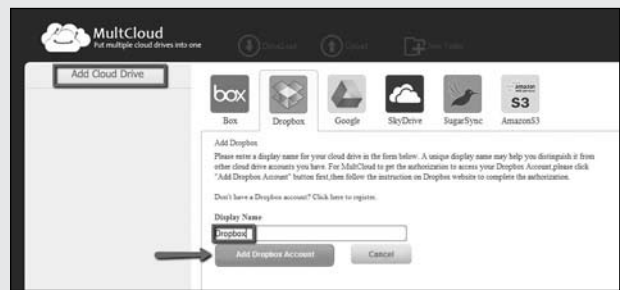 MultCloud
Put multiple cloud drives into one
Download
Upload
New Folder
Add Cloud Drive
box
amazon
S3
Box
Dropbox
Google
SkyDrive
SugarSync
AmazonS3
Add Dropbox
Please enter a display name for your cloud drive in the form below. A unique display name may help you distinguish it from
other cloud drive accounts you have. For MultCloud to get the authorization to access your Dropbox Account,please click
"Add Dropbox Account" button first,then follow the instruction on Dropbox website to complete the authorization.
Don't have a Dropbox account? Click here to register.
Display Name
Dropbox
Add Dropbox Account
Cancel